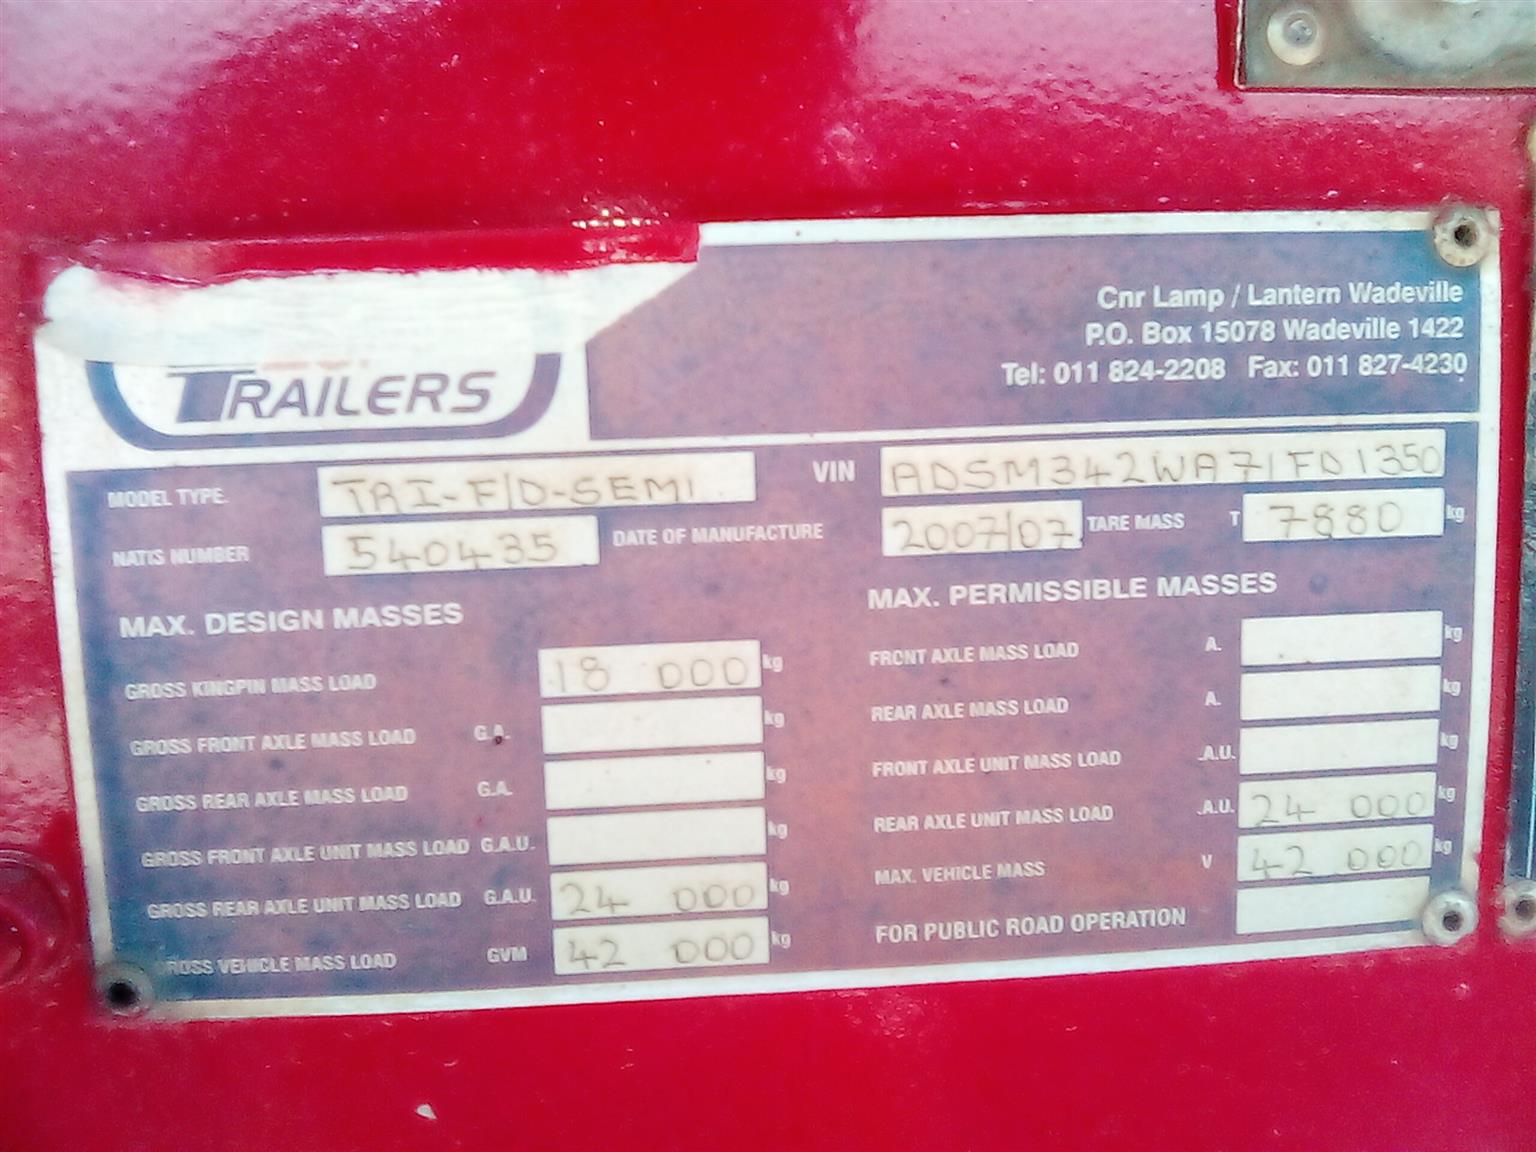 Cnr Lamp / Lantern Wadeville
P.O. Box 15078 Wadeville 1422
Tel: 011 824-2208 Fax: 011 827-4230
TRAILERS
MODEL TYPE. TRI-F/D-SEMI VIN ADSM342WA71FD1350
NATIS NUMBER 540435 DATE OF MANUFACTURE 2007/07 TARE MASS T 7880 kg
MAX. DESIGN MASSES
GROSS KINGPIN MASS LOAD 18 000 kg
GROSS FRONT AXLE MASS LOAD G.A. kg
GROSS REAR AXLE MASS LOAD G.A. kg
GROSS FRONT AXLE UNIT MASS LOAD G.A.U. kg
GROSS REAR AXLE UNIT MASS LOAD G.A.U. 24 000 kg
GROSS VEHICLE MASS LOAD GVM 42 000 kg
MAX. PERMISSIBLE MASSES
FRONT AXLE MASS LOAD A. kg
REAR AXLE MASS LOAD A. kg
FRONT AXLE UNIT MASS LOAD .A.U. kg
REAR AXLE UNIT MASS LOAD .A.U. 24 000 kg
MAX. VEHICLE MASS V 42 000 kg
FOR PUBLIC ROAD OPERATION